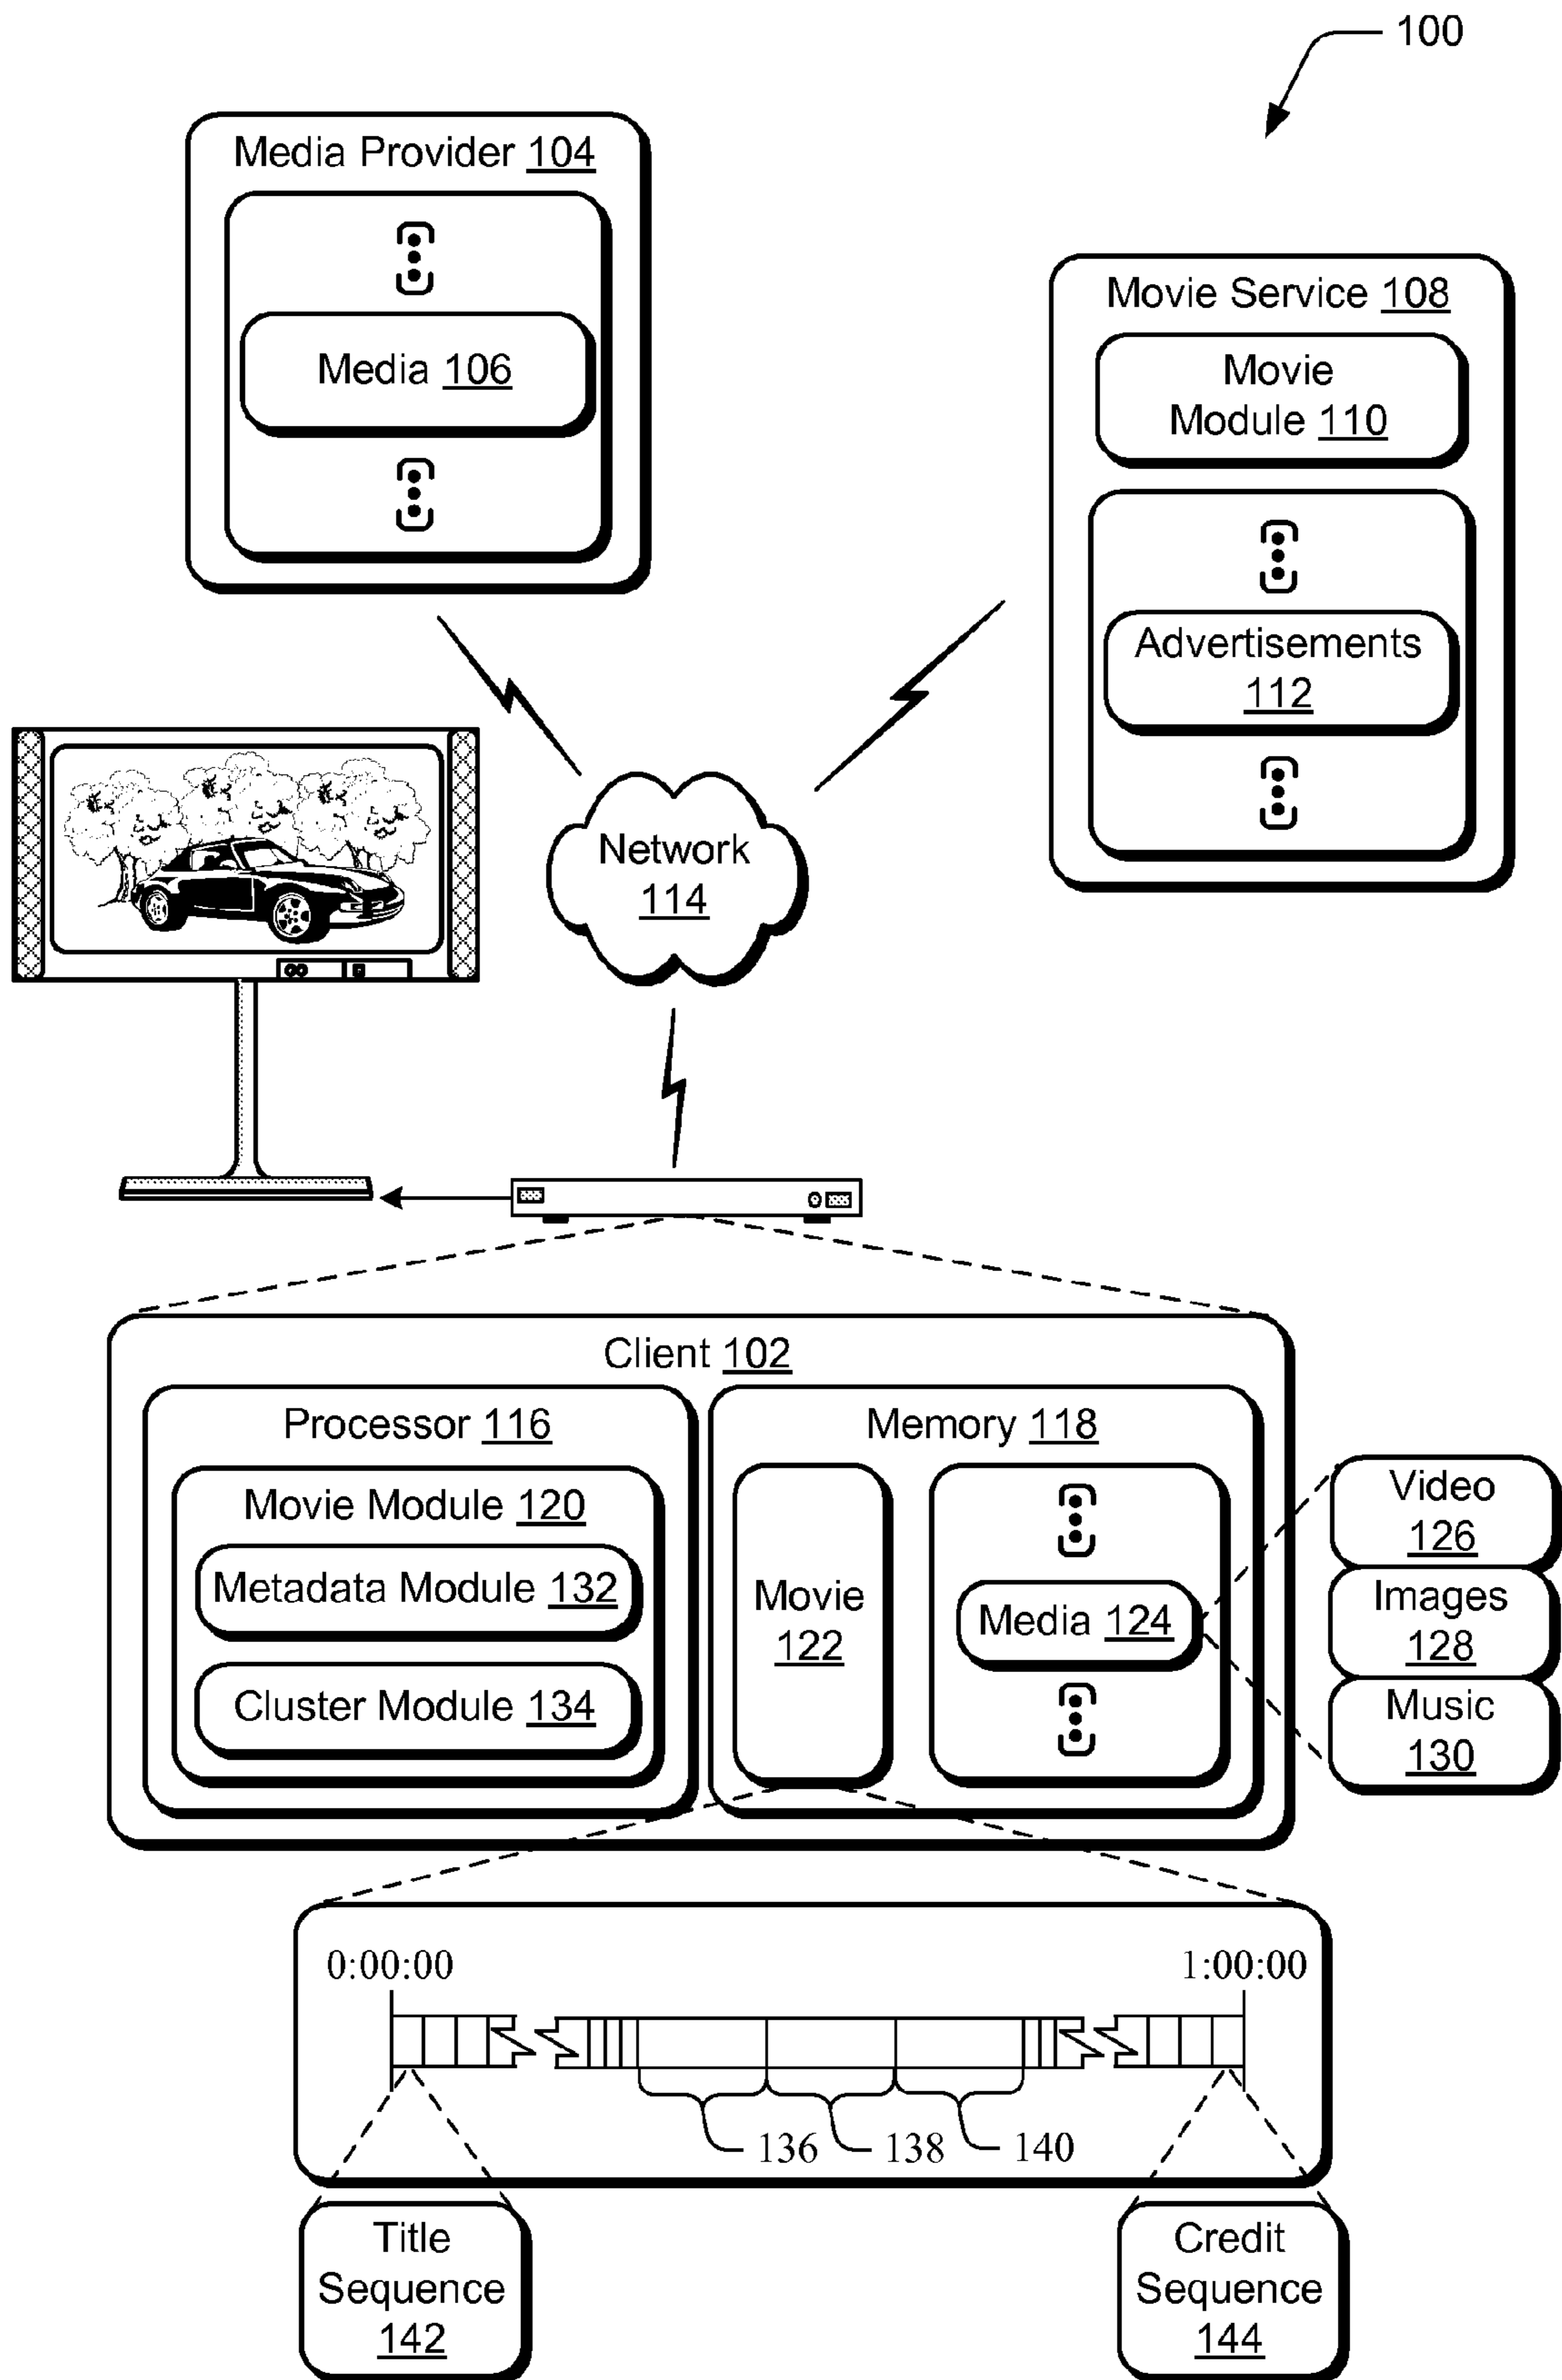 100
Media Provider 104
Media 106
Movie Service 108
Movie
Module 110
Advertisements
112
Network
114
Client 102
Processor 116
Movie Module 120
Metadata Module 132
Cluster Module 134
Memory 118
Movie
122
Media 124
Video
126
Images
128
Music
130
0:00:00
1:00:00
136
138
140
Title
Sequence
142
Credit
Sequence
144